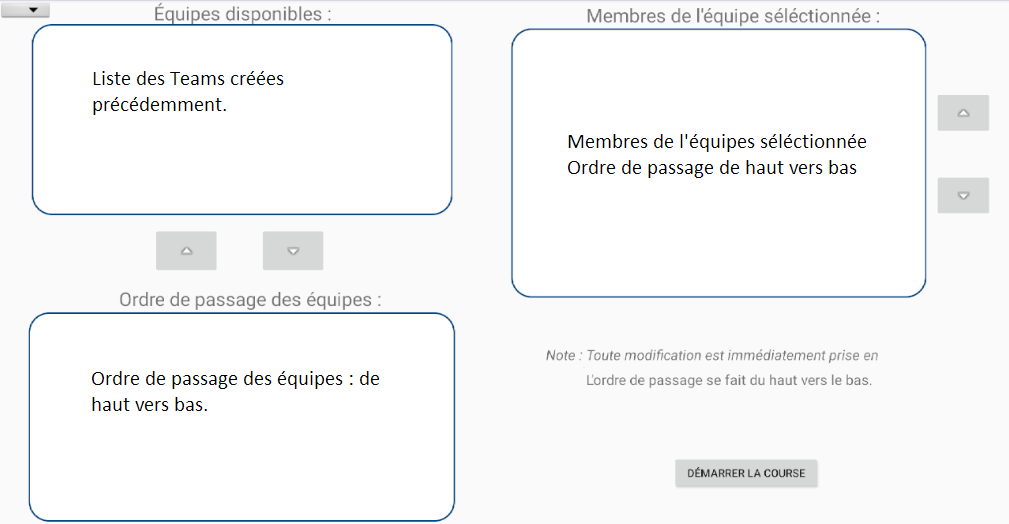 Équipes disponibles :
Liste des Teams créées
précédemment.
Ordre de passage des équipes :
Ordre de passage des équipes : de
haut vers bas.
Membres de l'équipe séléctionnée :
Membres de l'équipes séléctionnée
Ordre de passage de haut vers bas
Note : Toute modification est immédiatement prise en
L'ordre de passage se fait du haut vers le bas.
DÉMARRER LA COURSE